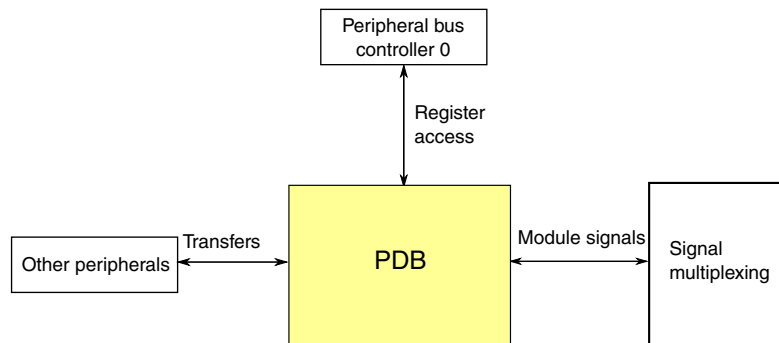 Peripheral bus
controller 0
Register
access
Other peripherals
Transfers
PDB
Module signals
Signal
multiplexing